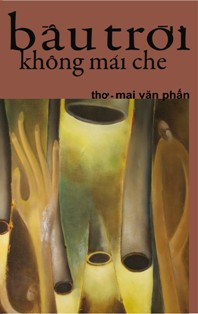 bầu trời
không mái che
thơ - mai văn phấn